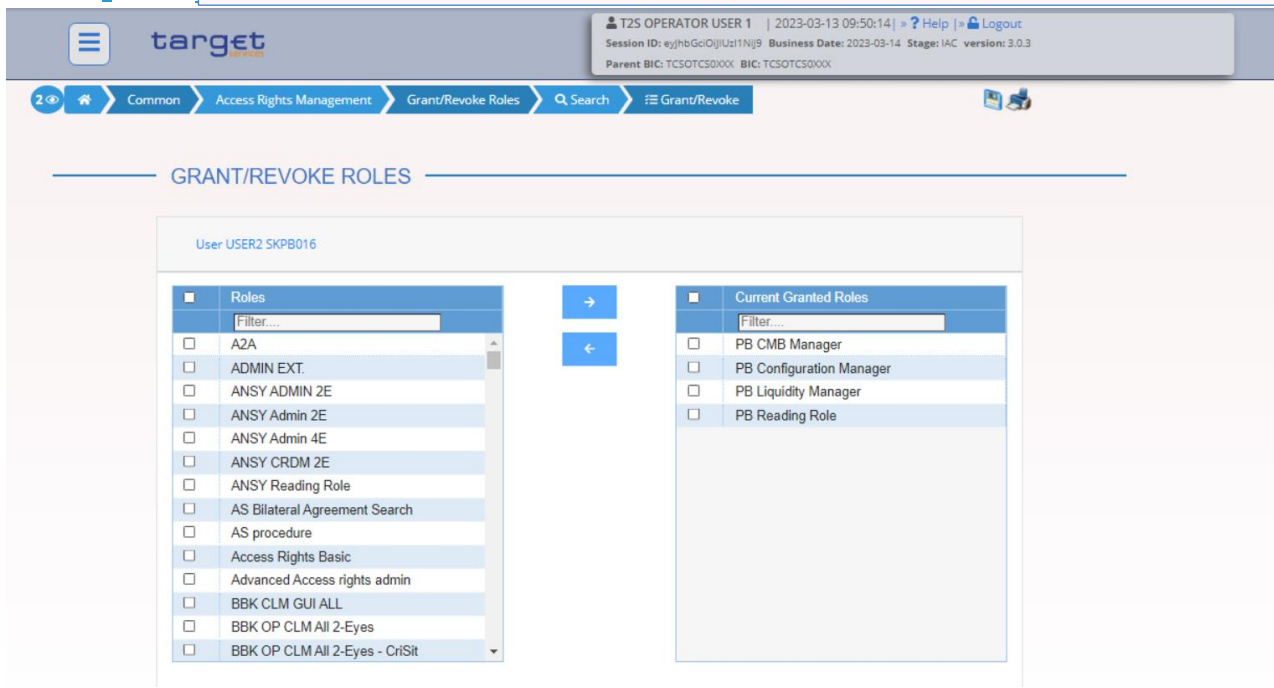 target
services
T2S OPERATOR USER 1 | 2023-03-13 09:50:14| » ? Help |» Logout
Session ID: eyJhbGciOiJIUzI1NiJ9 Business Date: 2023-03-14 Stage: IAC version: 3.0.3
Parent BIC: TCSOTCS0XXX BIC: TCSOTCS0XXX
2 Common Access Rights Management Grant/Revoke Roles Search Grant/Revoke
GRANT/REVOKE ROLES
User USER2 SKPB016
Roles
Filter....
A2A
ADMIN EXT.
ANSY ADMIN 2E
ANSY Admin 2E
ANSY Admin 4E
ANSY CRDM 2E
ANSY Reading Role
AS Bilateral Agreement Search
AS procedure
Access Rights Basic
Advanced Access rights admin
BBK CLM GUI ALL
BBK OP CLM All 2-Eyes
BBK OP CLM All 2-Eyes - CriSit
Current Granted Roles
Filter....
PB CMB Manager
PB Configuration Manager
PB Liquidity Manager
PB Reading Role